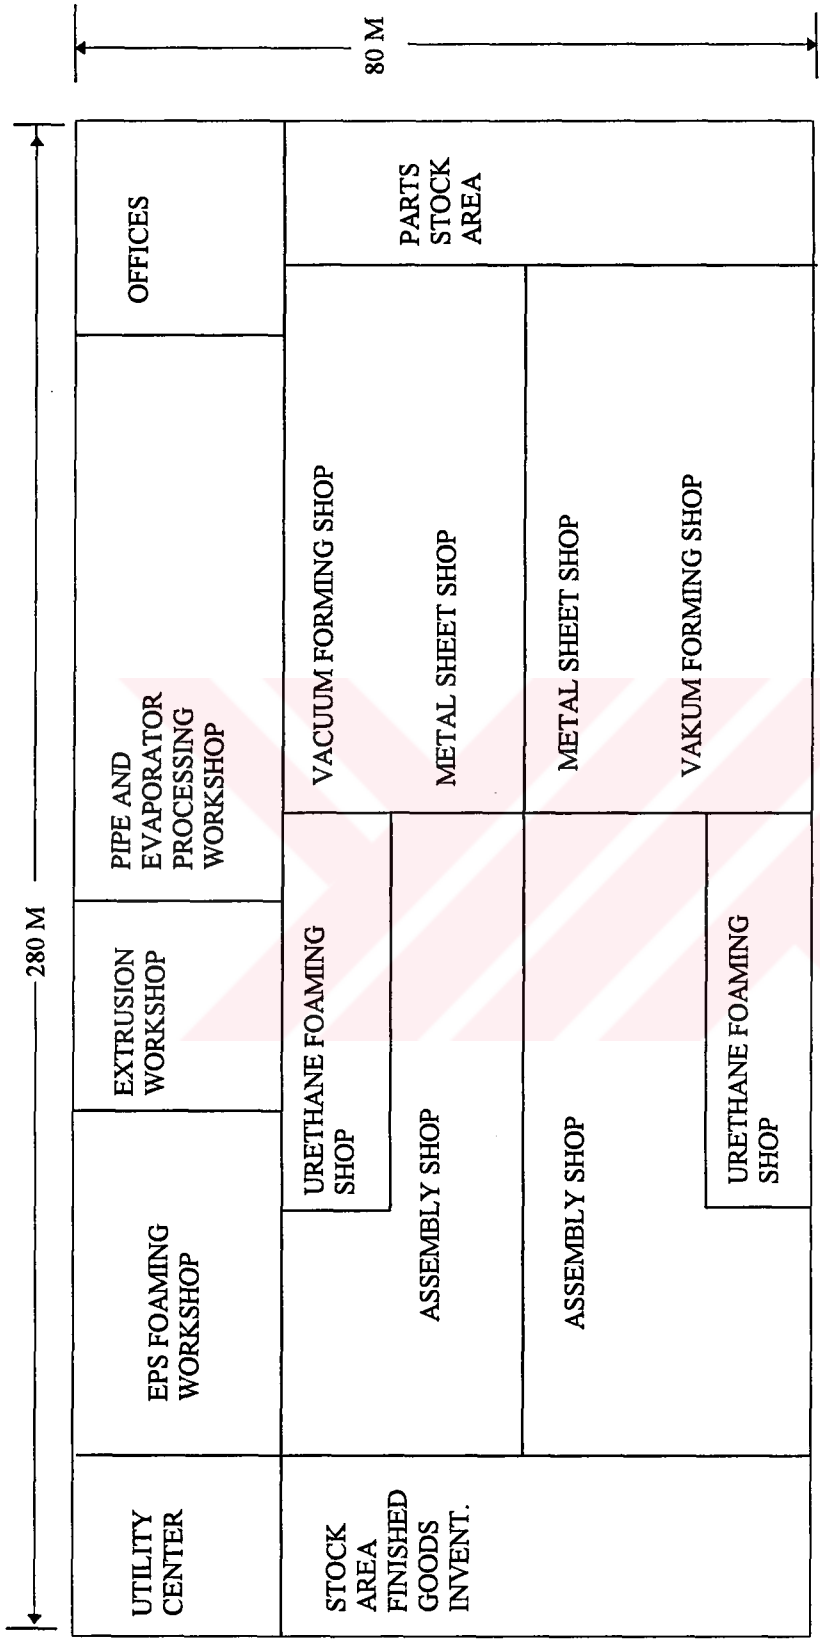 280 M
80 M
UTILITY
CENTER
EPS FOAMING
WORKSHOP
EXTRUSION
WORKSHOP
PIPE AND
EVAPORATOR
PROCESSING
WORKSHOP
OFFICES
STOCK
AREA
FINISHED
GOODS
INVENT.
URETHANE FOAMING
SHOP
ASSEMBLY SHOP
VACUUM FORMING SHOP
METAL SHEET SHOP
PARTS
STOCK
AREA
ASSEMBLY SHOP
METAL SHEET SHOP
VAKUM FORMING SHOP
URETHANE FOAMING
SHOP